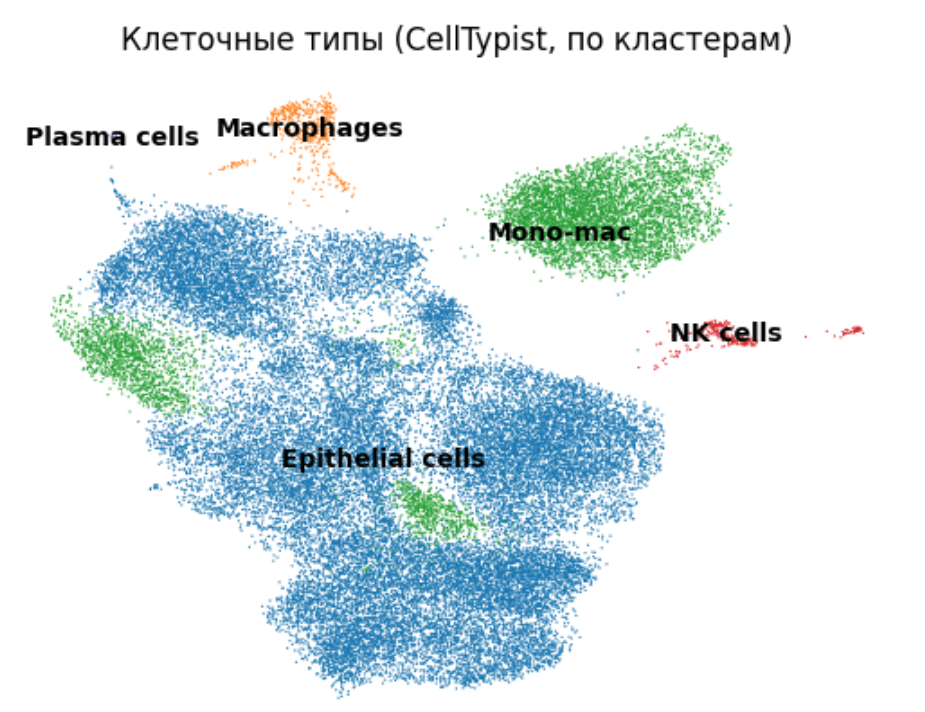 Клеточные типы (CellTypist, по кластерам)
Plasma cells
Macrophages
Mono-mac
NK cells
Epithelial cells